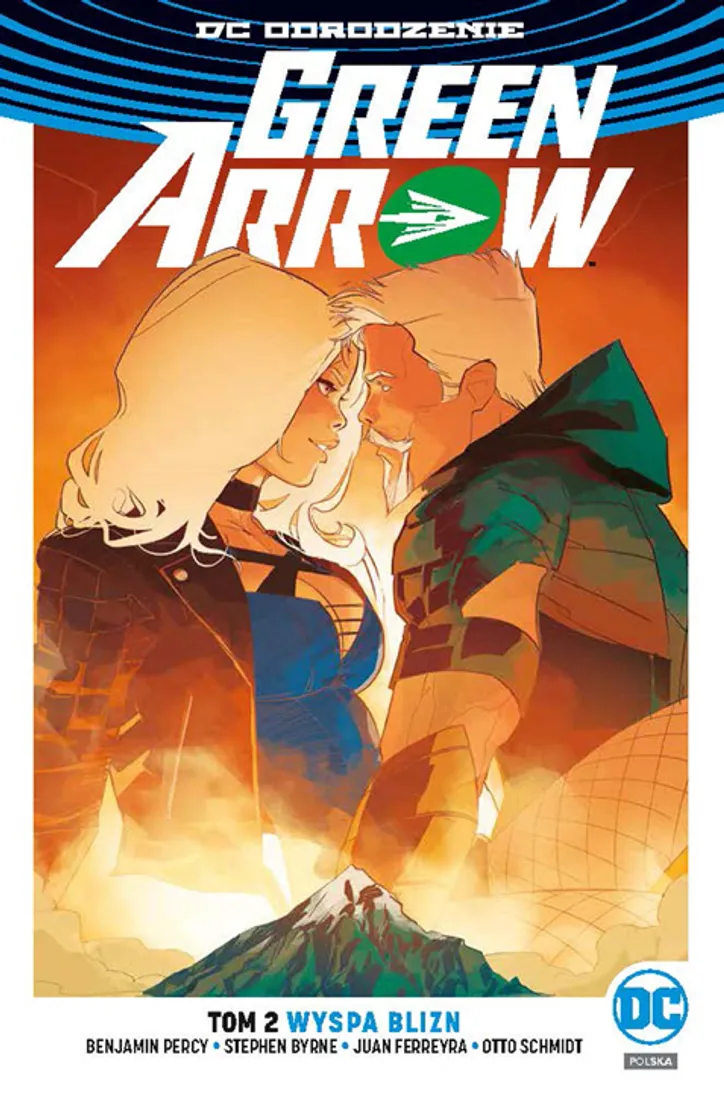 DC ODRODZENIE
GREEN
ARROW
TOM 2 WYSPA BLIZN
BENJAMIN PERCY • STEPHEN BYRNE • JUAN FERREYRA • OTTO SCHMIDT
DC
POLSKA